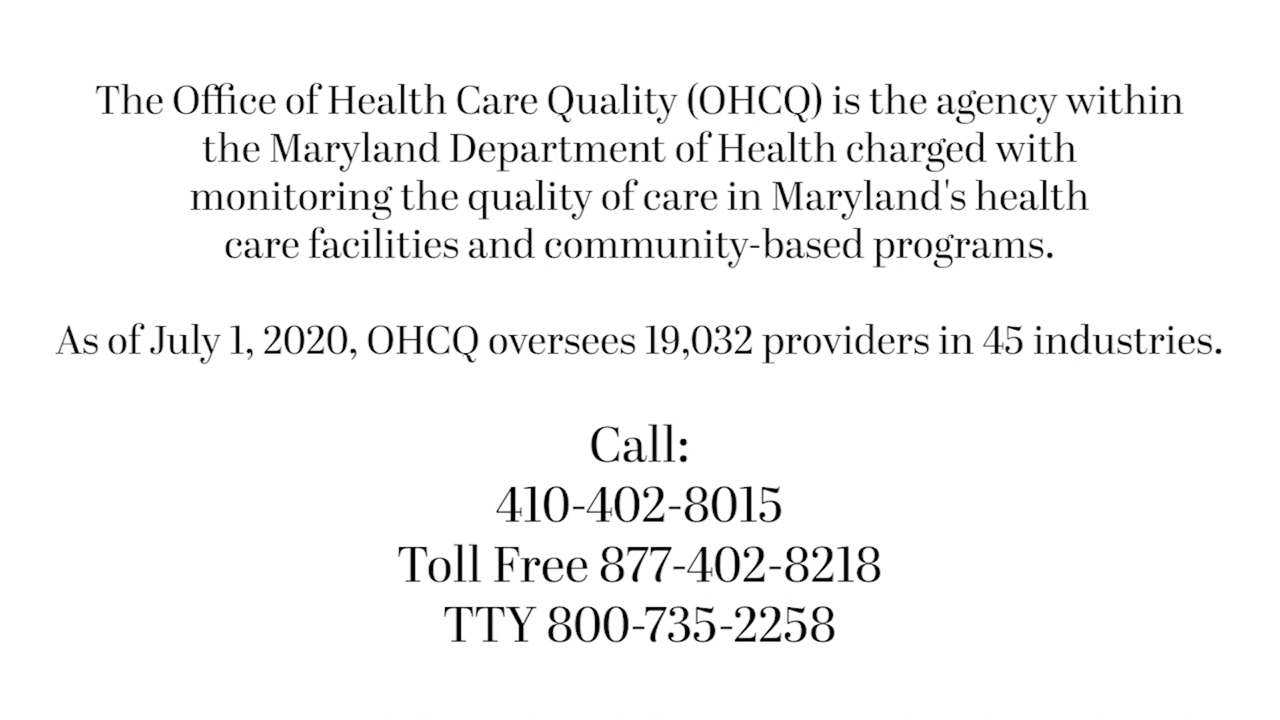 The Office of Health Care Quality (OHCQ) is the agency within
the Maryland Department of Health charged with
monitoring the quality of care in Maryland's health
care facilities and community-based programs.
As of July 1, 2020, OHCQ oversees 19,032 providers in 45 industries.
Call:
410-402-8015
Toll Free 877-402-8218
TTY 800-735-2258